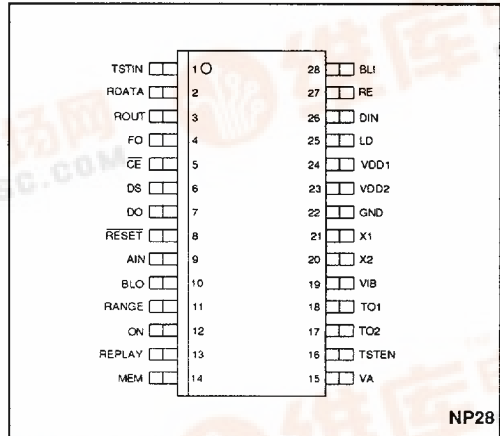 TSTIN 1 28 BLI
RDATA 2 27 RE
ROUT 3 26 DIN
FO 4 25 LD
CE 5 24 VDD1
DS 6 23 VDD2
DO 7 22 GND
RESET 8 21 X1
AIN 9 20 X2
BLO 10 19 VIB
RANGE 11 18 TO1
ON 12 17 TO2
REPLAY 13 16 TSTEN
MEM 14 15 VA
NP28